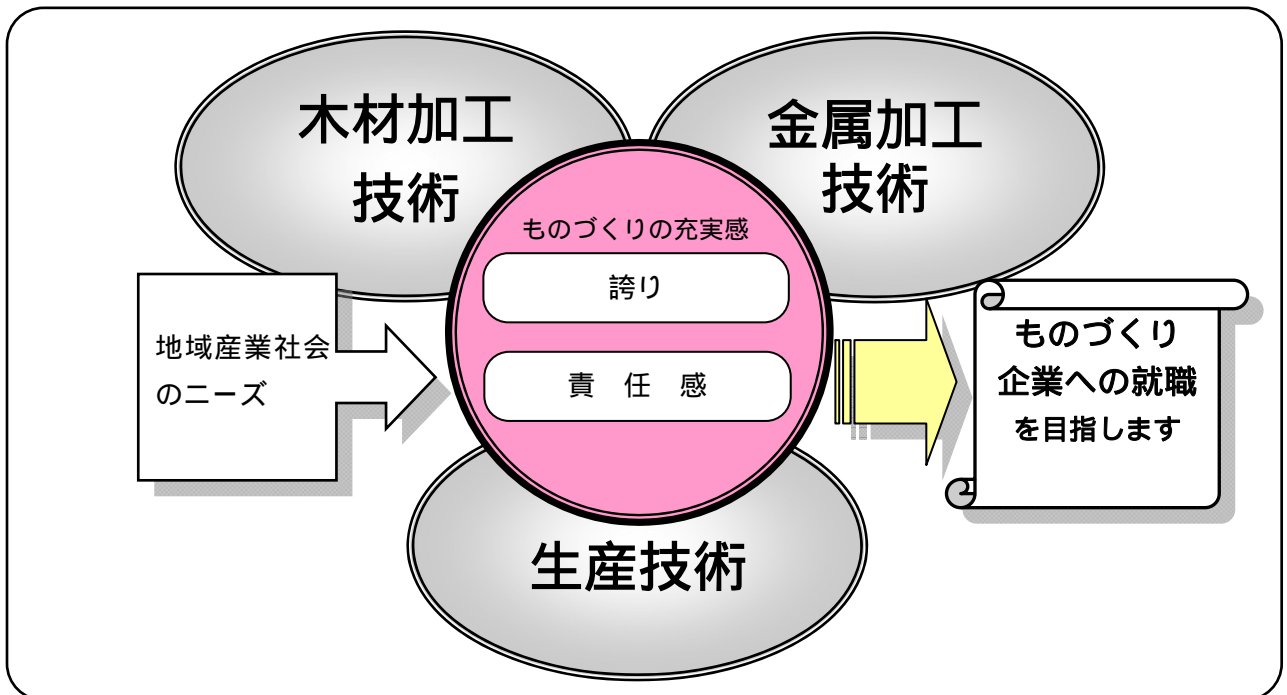 木材加工
技術
金属加工
技術
ものづくりの充実感
誇り
責　任　感
地域産業社会
のニーズ
ものづくり
企業への就職
を目指します
生産技術